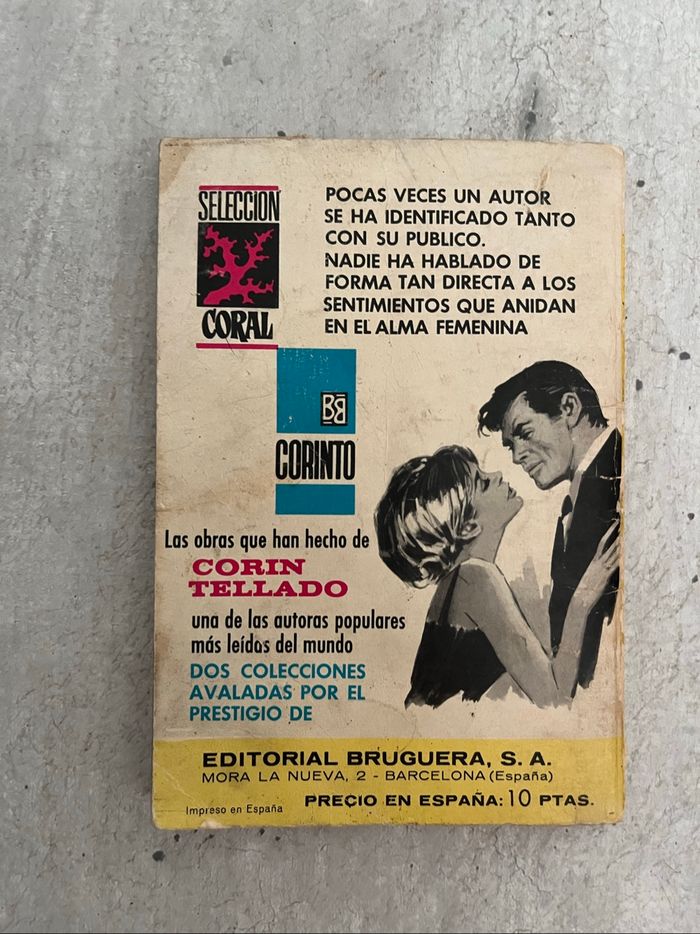 SELECCION
CORAL
POCAS VECES UN AUTOR
SE HA IDENTIFICADO TANTO
CON SU PUBLICO.
NADIE HA HABLADO DE
FORMA TAN DIRECTA A LOS
SENTIMIENTOS QUE ANIDAN
EN EL ALMA FEMENINA
BB
CORINTO
Las obras que han hecho de
CORIN
TELLADO
una de las autoras populares
más leídas del mundo
DOS COLECCIONES
AVALADAS POR EL
PRESTIGIO DE
EDITORIAL BRUGUERA, S. A.
MORA LA NUEVA, 2 - BARCELONA (España)
Impreso en España
PRECIO EN ESPAÑA: 10 PTAS.